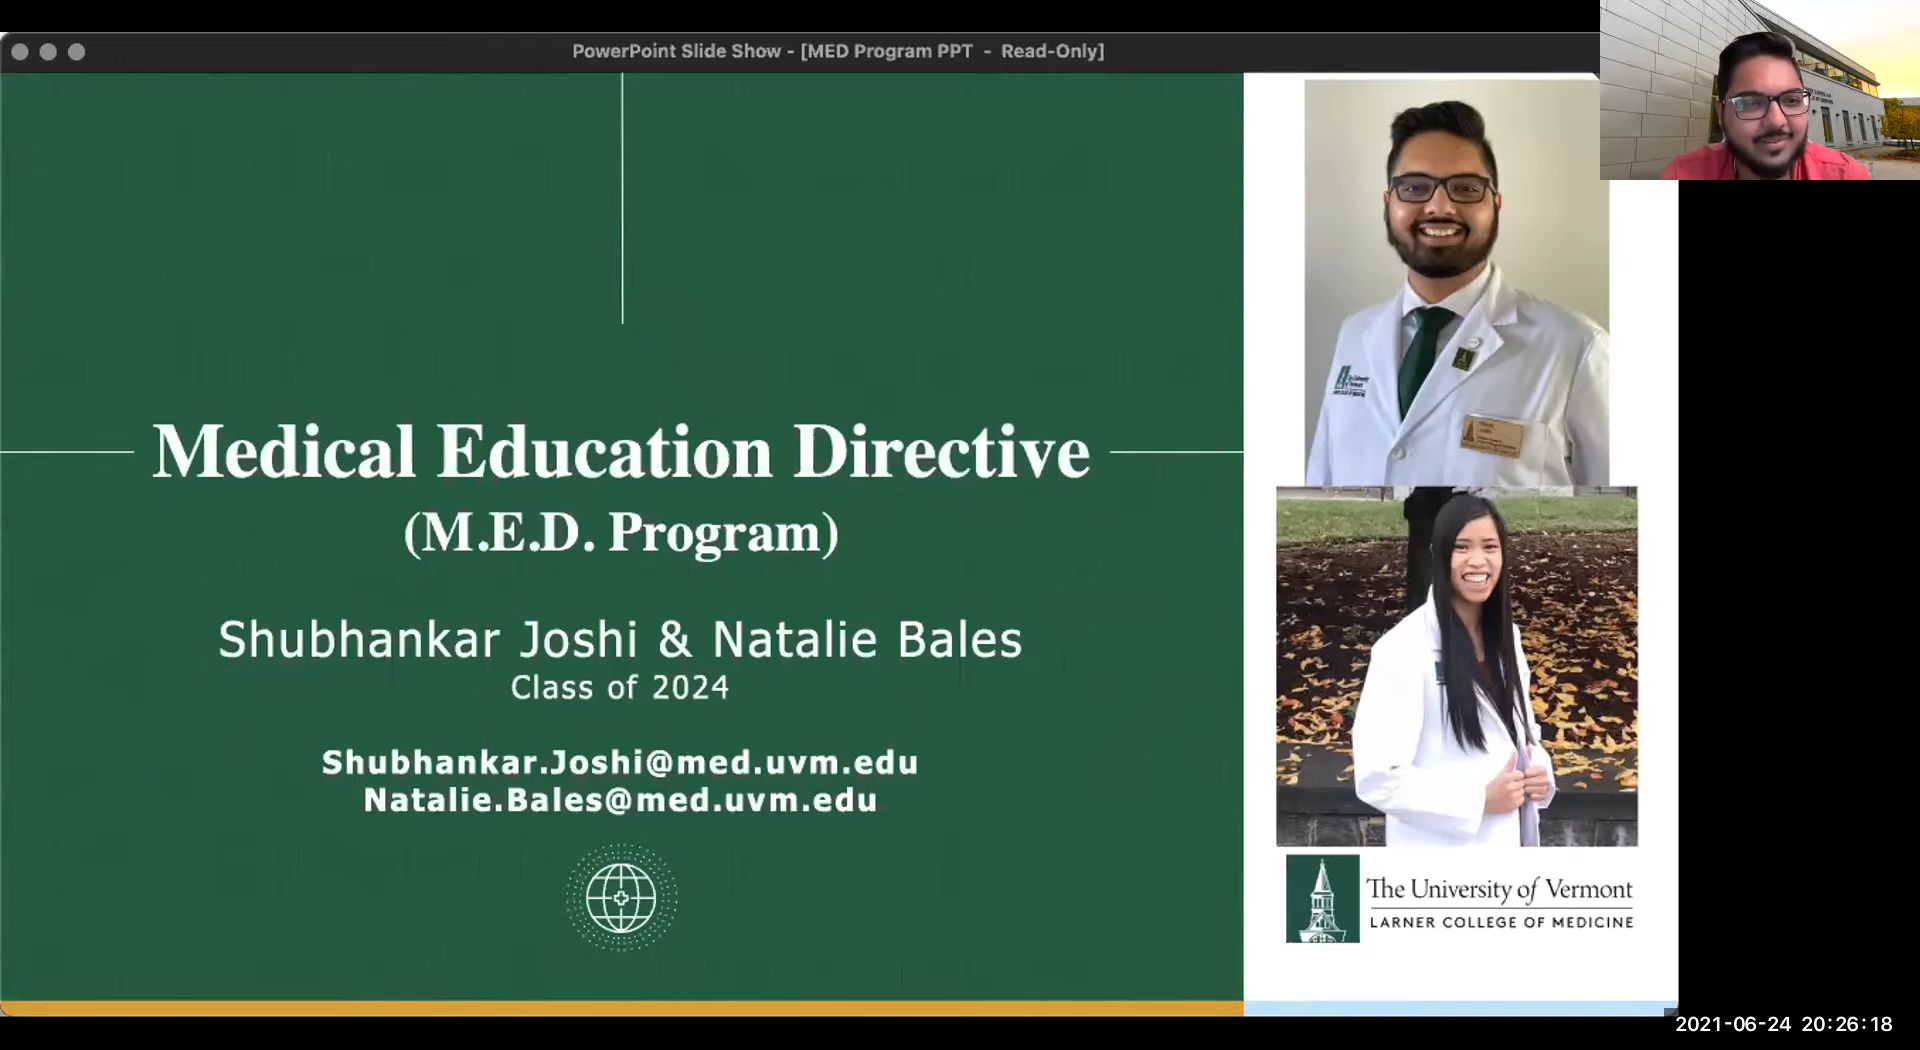 PowerPoint Slide Show - [MED Program PPT - Read-Only]
Medical Education Directive
(M.E.D. Program)
Shubhankar Joshi & Natalie Bales
Class of 2024
Shubhankar.Joshi@med.uvm.edu
Natalie.Bales@med.uvm.edu
The University of Vermont
LARNER COLLEGE OF MEDICINE
2021-06-24 20:26:18